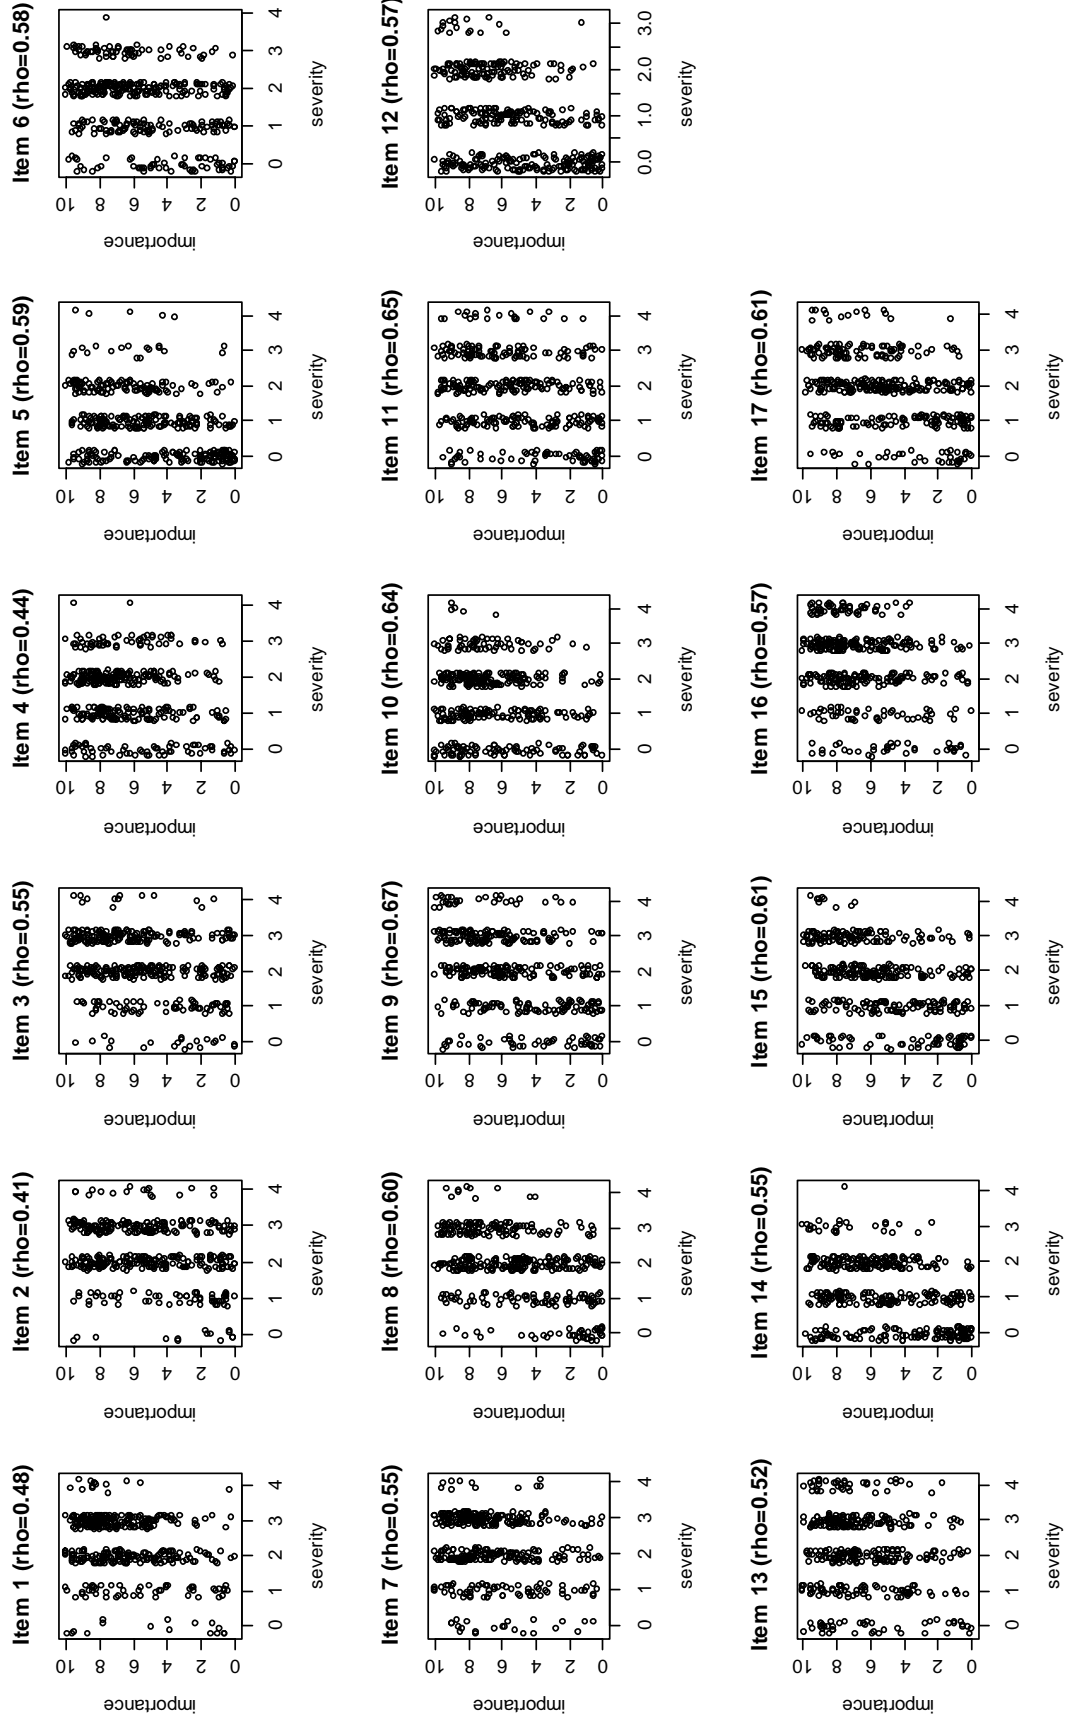 Item 1 (rho=0.48)
importance
0 2 4 6 8 10
0 1 2 3 4
severity
Item 2 (rho=0.41)
importance
0 2 4 6 8 10
0 1 2 3 4
severity
Item 3 (rho=0.55)
importance
0 2 4 6 8 10
0 1 2 3 4
severity
Item 4 (rho=0.44)
importance
0 2 4 6 8 10
0 1 2 3 4
severity
Item 5 (rho=0.59)
importance
0 2 4 6 8 10
0 1 2 3 4
severity
Item 6 (rho=0.58)
importance
0 2 4 6 8 10
0 1 2 3 4
severity
Item 7 (rho=0.55)
importance
0 2 4 6 8 10
0 1 2 3 4
severity
Item 8 (rho=0.60)
importance
0 2 4 6 8 10
0 1 2 3 4
severity
Item 9 (rho=0.67)
importance
0 2 4 6 8 10
0 1 2 3 4
severity
Item 10 (rho=0.64)
importance
0 2 4 6 8 10
0 1 2 3 4
severity
Item 11 (rho=0.65)
importance
0 2 4 6 8 10
0 1 2 3 4
severity
Item 12 (rho=0.57)
importance
0 2 4 6 8 10
0.0 1.0 2.0 3.0
severity
Item 13 (rho=0.52)
importance
0 2 4 6 8 10
0 1 2 3 4
severity
Item 14 (rho=0.55)
importance
0 2 4 6 8 10
0 1 2 3 4
severity
Item 15 (rho=0.61)
importance
0 2 4 6 8 10
0 1 2 3 4
severity
Item 16 (rho=0.57)
importance
0 2 4 6 8 10
0 1 2 3 4
severity
Item 17 (rho=0.61)
importance
0 2 4 6 8 10
0 1 2 3 4
severity